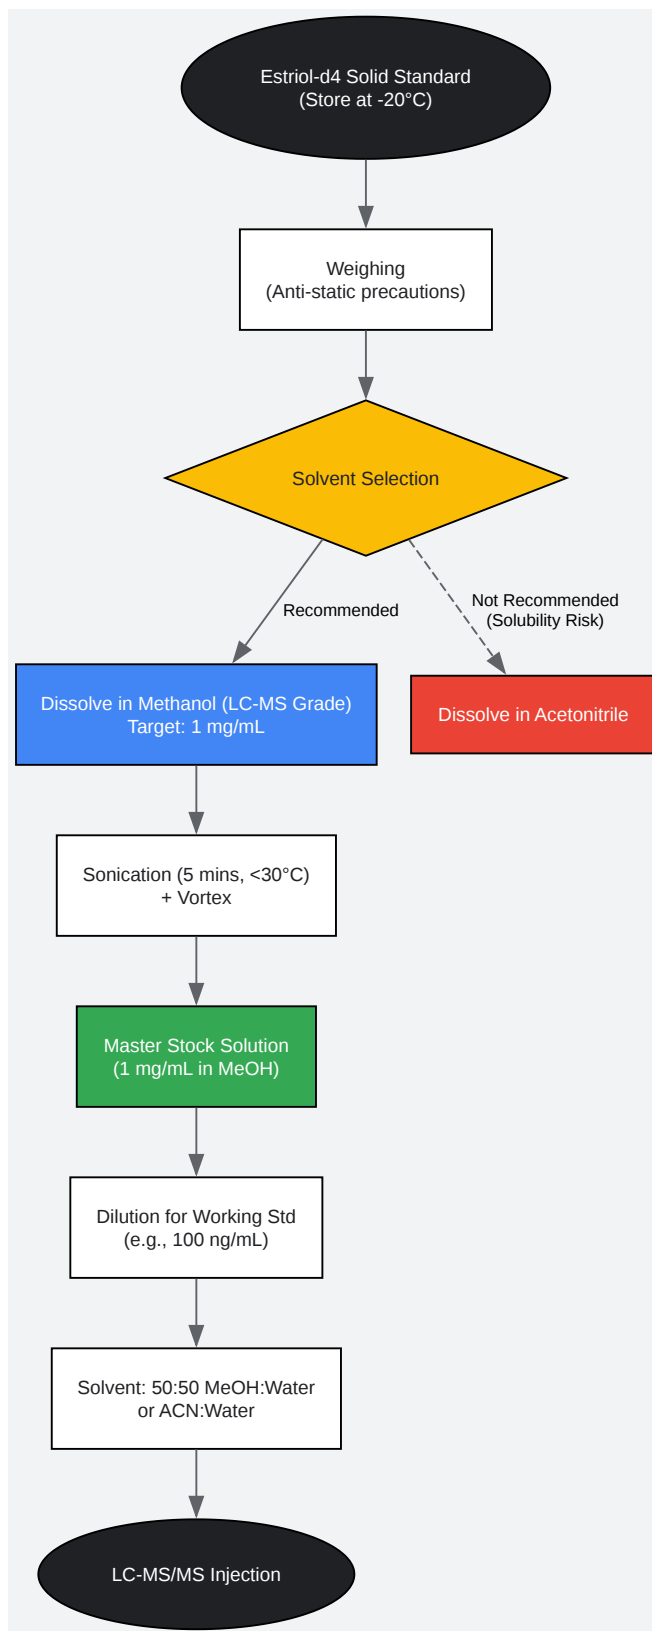 Estriol-d4 Solid Standard
(Store at -20°C)
Weighing
(Anti-static precautions)
Solvent Selection
Recommended
Not Recommended
(Solubility Risk)
Dissolve in Methanol (LC-MS Grade)
Target: 1 mg/mL
Dissolve in Acetonitrile
Sonication (5 mins, <30°C)
+ Vortex
Master Stock Solution
(1 mg/mL in MeOH)
Dilution for Working Std
(e.g., 100 ng/mL)
Solvent: 50:50 MeOH:Water
or ACN:Water
LC-MS/MS Injection